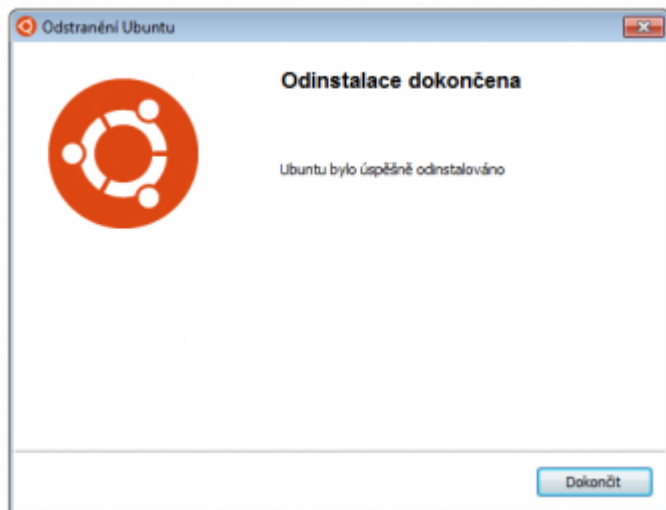 Odstranění Ubuntu
Odinstalace dokončena
Ubuntu bylo úspěšně odinstalováno
Dokončit